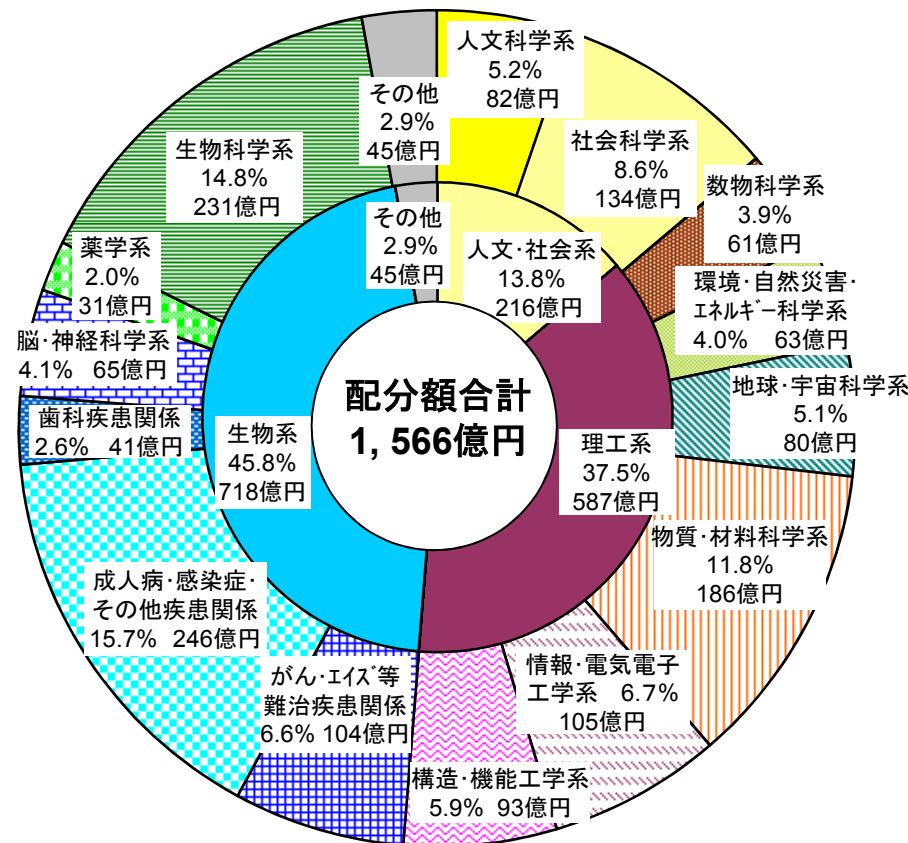 人文科学系
5.2%
82億円
社会科学系
8.6%
134億円
数物科学系
3.9%
61億円
環境･自然災害･
ｴﾈﾙｷﾞｰ科学系
4.0% 63億円
地球･宇宙科学系
5.1%
80億円
物質･材料科学系
11.8%
186億円
情報･電気電子
工学系 6.7%
105億円
構造･機能工学系
5.9% 93億円
がん･ｴｲｽﾞ等
難治疾患関係
6.6% 104億円
成人病･感染症･
その他疾患関係
15.7% 246億円
歯科疾患関係
2.6% 41億円
脳･神経科学系
4.1% 65億円
薬学系
2.0%
31億円
生物科学系
14.8%
231億円
その他
2.9%
45億円
人文･社会系
13.8%
216億円
理工系
37.5%
587億円
生物系
45.8%
718億円
その他
2.9%
45億円
配分額合計
1, 566億円